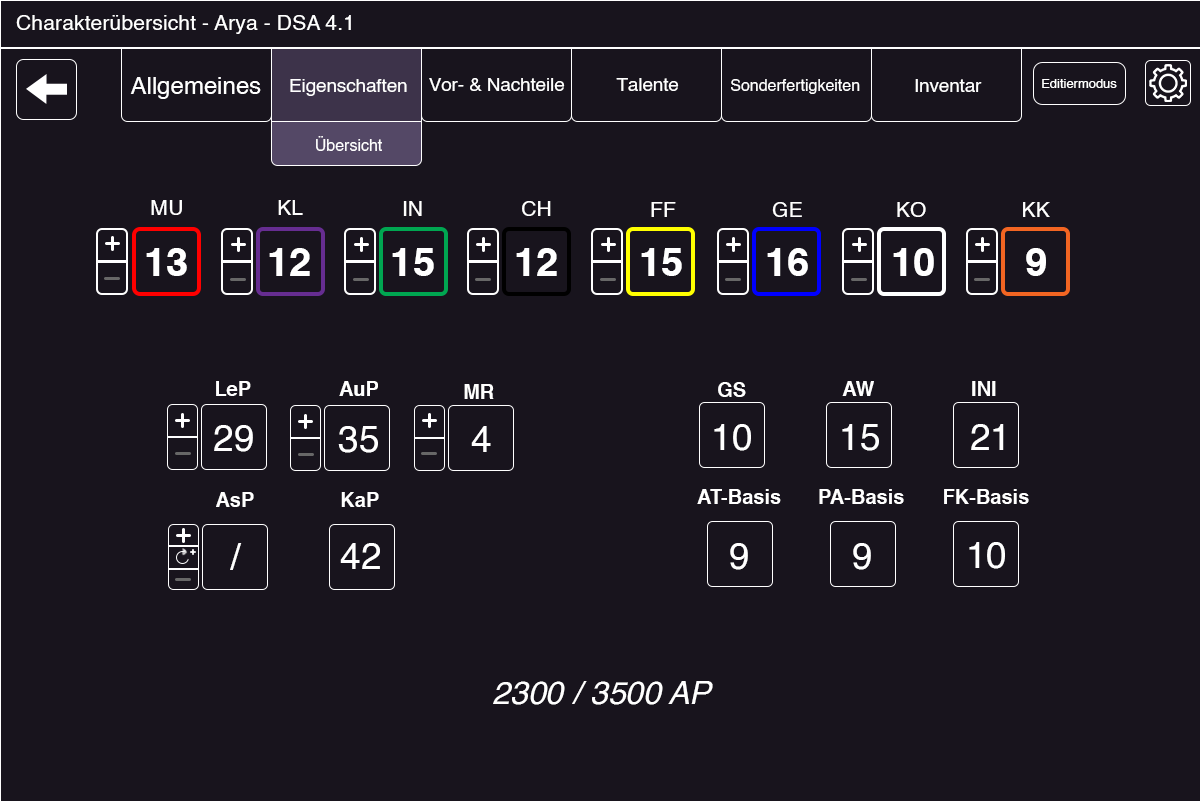 Charakterübersicht - Arya - DSA 4.1
Allgemeines Eigenschaften Vor- & Nachteile Talente Sonderfertigkeiten Inventar Editiermodus
Übersicht
MU KL IN CH FF GE KO KK
+ + + + + + + +
13 12 15 12 15 16 10 9
− − − − − − − −
LeP AuP MR GS AW INI
+ + +
29 35 4 10 15 21
− − −
AsP KaP AT-Basis PA-Basis FK-Basis
+
/ 42 9 9 10
−
2300 / 3500 AP